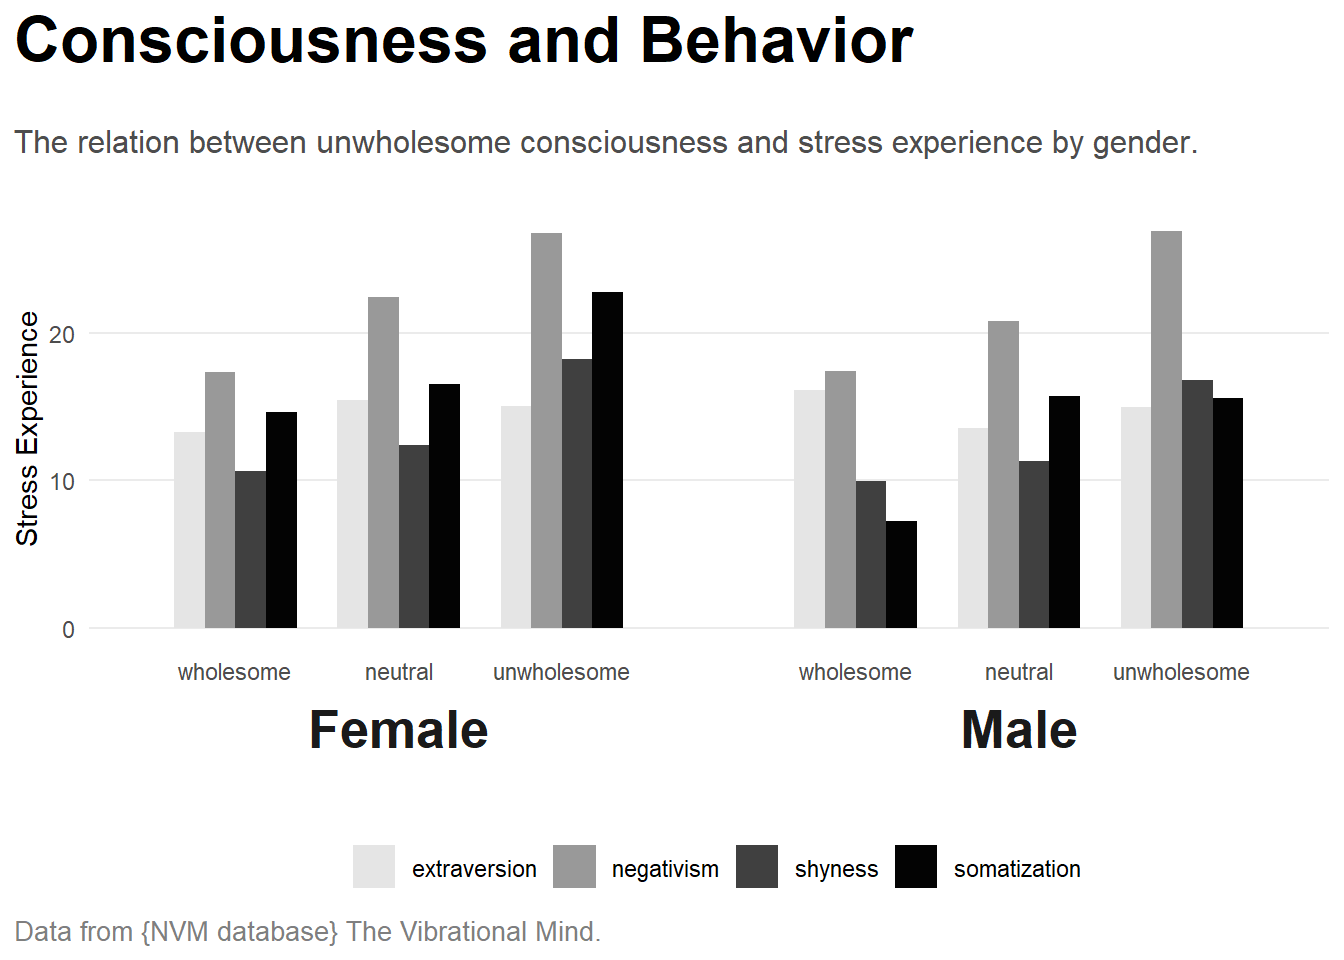 Consciousness and Behavior
The relation between unwholesome consciousness and stress experience by gender.
Stress Experience
20
10
0
wholesome neutral unwholesome wholesome neutral unwholesome
Female Male
extraversion negativism shyness somatization
Data from {NVM database} The Vibrational Mind.